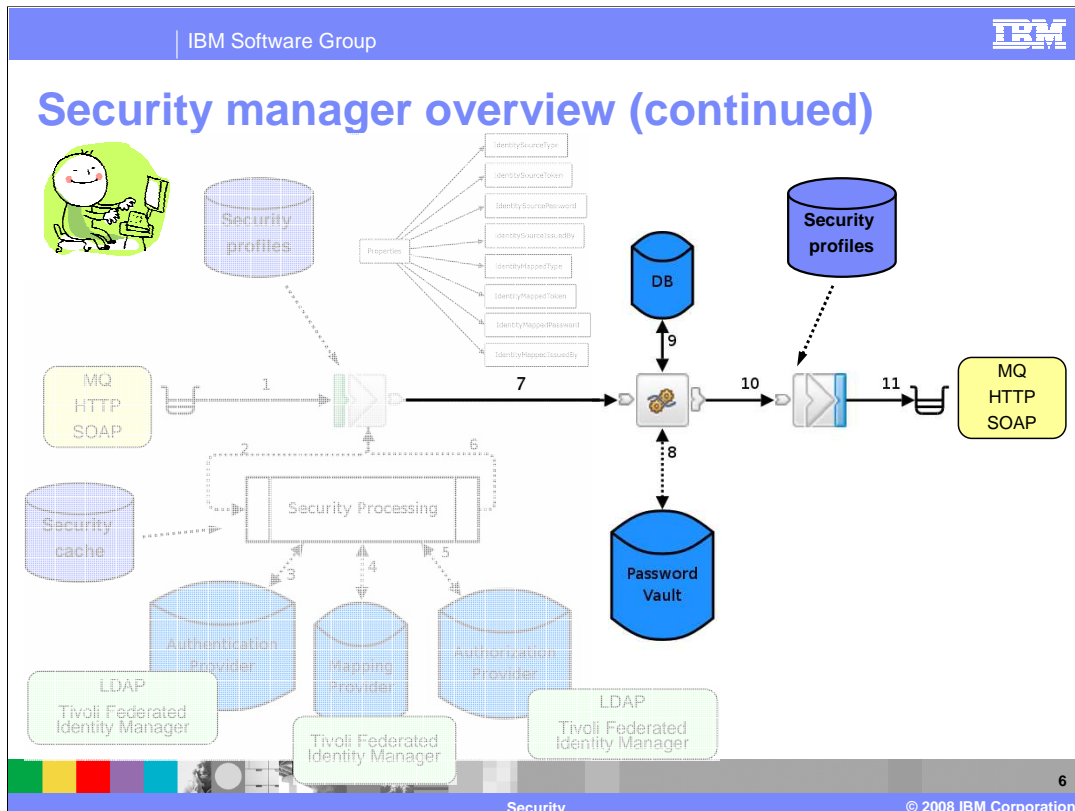 IBM Software Group
IBM
Security manager overview (continued)
IdentitySourceType
IdentitySourceToken
IdentitySourcePassword
IdentitySourceIssuedBy
Properties
IdentityMappedType
IdentityMappedToken
IdentityMappedPassword
IdentityMappedIssuedBy
Security
profiles
Security
profiles
DB
9
MQ
HTTP
SOAP
1
7
10
11
MQ
HTTP
SOAP
2
6
8
Security Processing
Security
cache
3
4
5
Password
Vault
Authentication
Provider
Mapping
Provider
Authorization
Provider
LDAP
Tivoli Federated
Identity Manager
Tivoli Federated
Identity Manager
LDAP
Tivoli Federated
Identity Manager
6
Security
© 2008 IBM Corporation